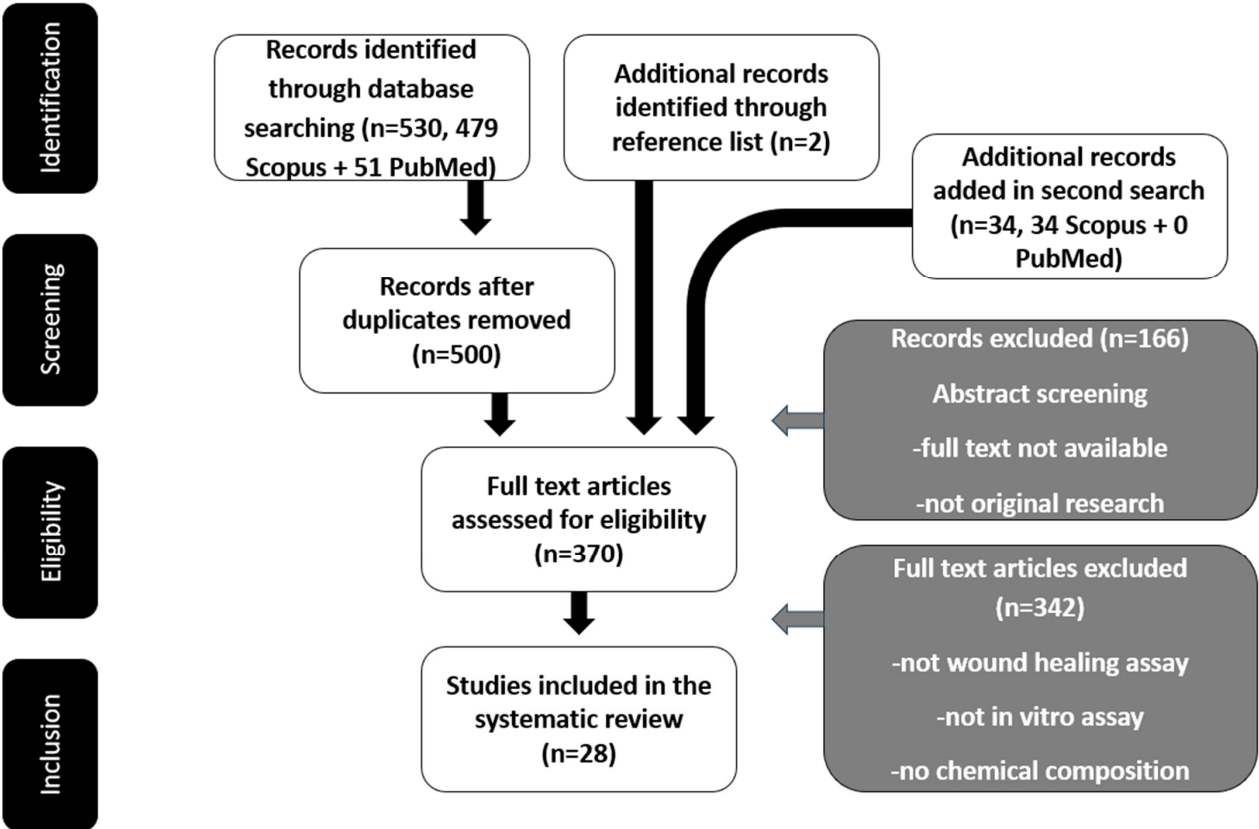 Identification
Records identified
through database
searching (n=530, 479
Scopus + 51 PubMed)
Additional records
identified through
reference list (n=2)
Additional records
added in second search
(n=34, 34 Scopus + 0
PubMed)
Screening
Records after
duplicates removed
(n=500)
Records excluded (n=166)
Abstract screening
-full text not available
-not original research
Eligibility
Full text articles
assessed for eligibility
(n=370)
Full text articles excluded
(n=342)
-not wound healing assay
-not in vitro assay
-no chemical composition
Inclusion
Studies included in the
systematic review
(n=28)